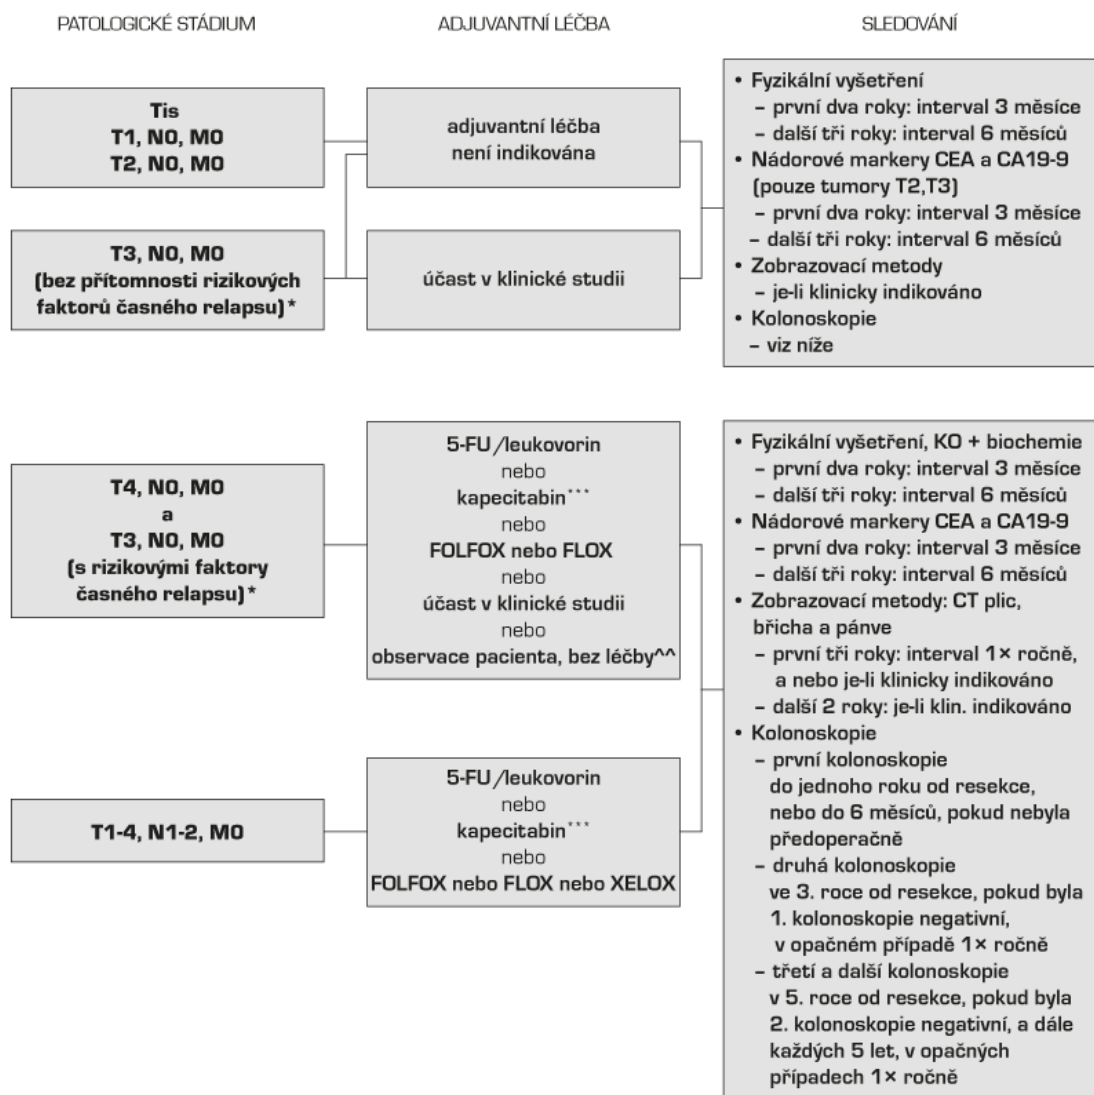 PATOLOGICKÉ STÁDIUM
ADJUVANTNÍ LÉČBA
SLEDOVÁNÍ
Tis
T1, N0, M0
T2, N0, M0
adjuvantní léčba
není indikována
T3, N0, M0
(bez přítomnosti rizikových
faktorů časného relapsu)*
účast v klinické studii
• Fyzikální vyšetření
– první dva roky: interval 3 měsíce
– další tři roky: interval 6 měsíců
• Nádorové markery CEA a CA19-9
(pouze tumory T2,T3)
– první dva roky: interval 3 měsíce
– další tři roky: interval 6 měsíců
• Zobrazovací metody
– je-li klinicky indikováno
• Kolonoskopie
– viz níže
T4, N0, M0
a
T3, N0, M0
(s rizikovými faktory
časného relapsu)*
5-FU/leukovorin
nebo
kapecitabin***
nebo
FOLFOX nebo FLOX
nebo
účast v klinické studii
nebo
observace pacienta, bez léčby^^
T1-4, N1-2, M0
5-FU/leukovorin
nebo
kapecitabin***
nebo
FOLFOX nebo FLOX nebo XELOX
• Fyzikální vyšetření, KO + biochemie
– první dva roky: interval 3 měsíce
– další tři roky: interval 6 měsíců
• Nádorové markery CEA a CA19-9
– první dva roky: interval 3 měsíce
– další tři roky: interval 6 měsíců
• Zobrazovací metody: CT plic,
břicha a pánve
– první tři roky: interval 1× ročně,
a nebo je-li klinicky indikováno
– další 2 roky: je-li klin. indikováno
• Kolonoskopie
– první kolonoskopie
do jednoho roku od resekce,
nebo do 6 měsíců, pokud nebyla
předoperačně
– druhá kolonoskopie
ve 3. roce od resekce, pokud byla
1. kolonoskopie negativní,
v opačném případě 1× ročně
– třetí a další kolonoskopie
v 5. roce od resekce, pokud byla
2. kolonoskopie negativní, a dále
každých 5 let, v opačných
případech 1× ročně